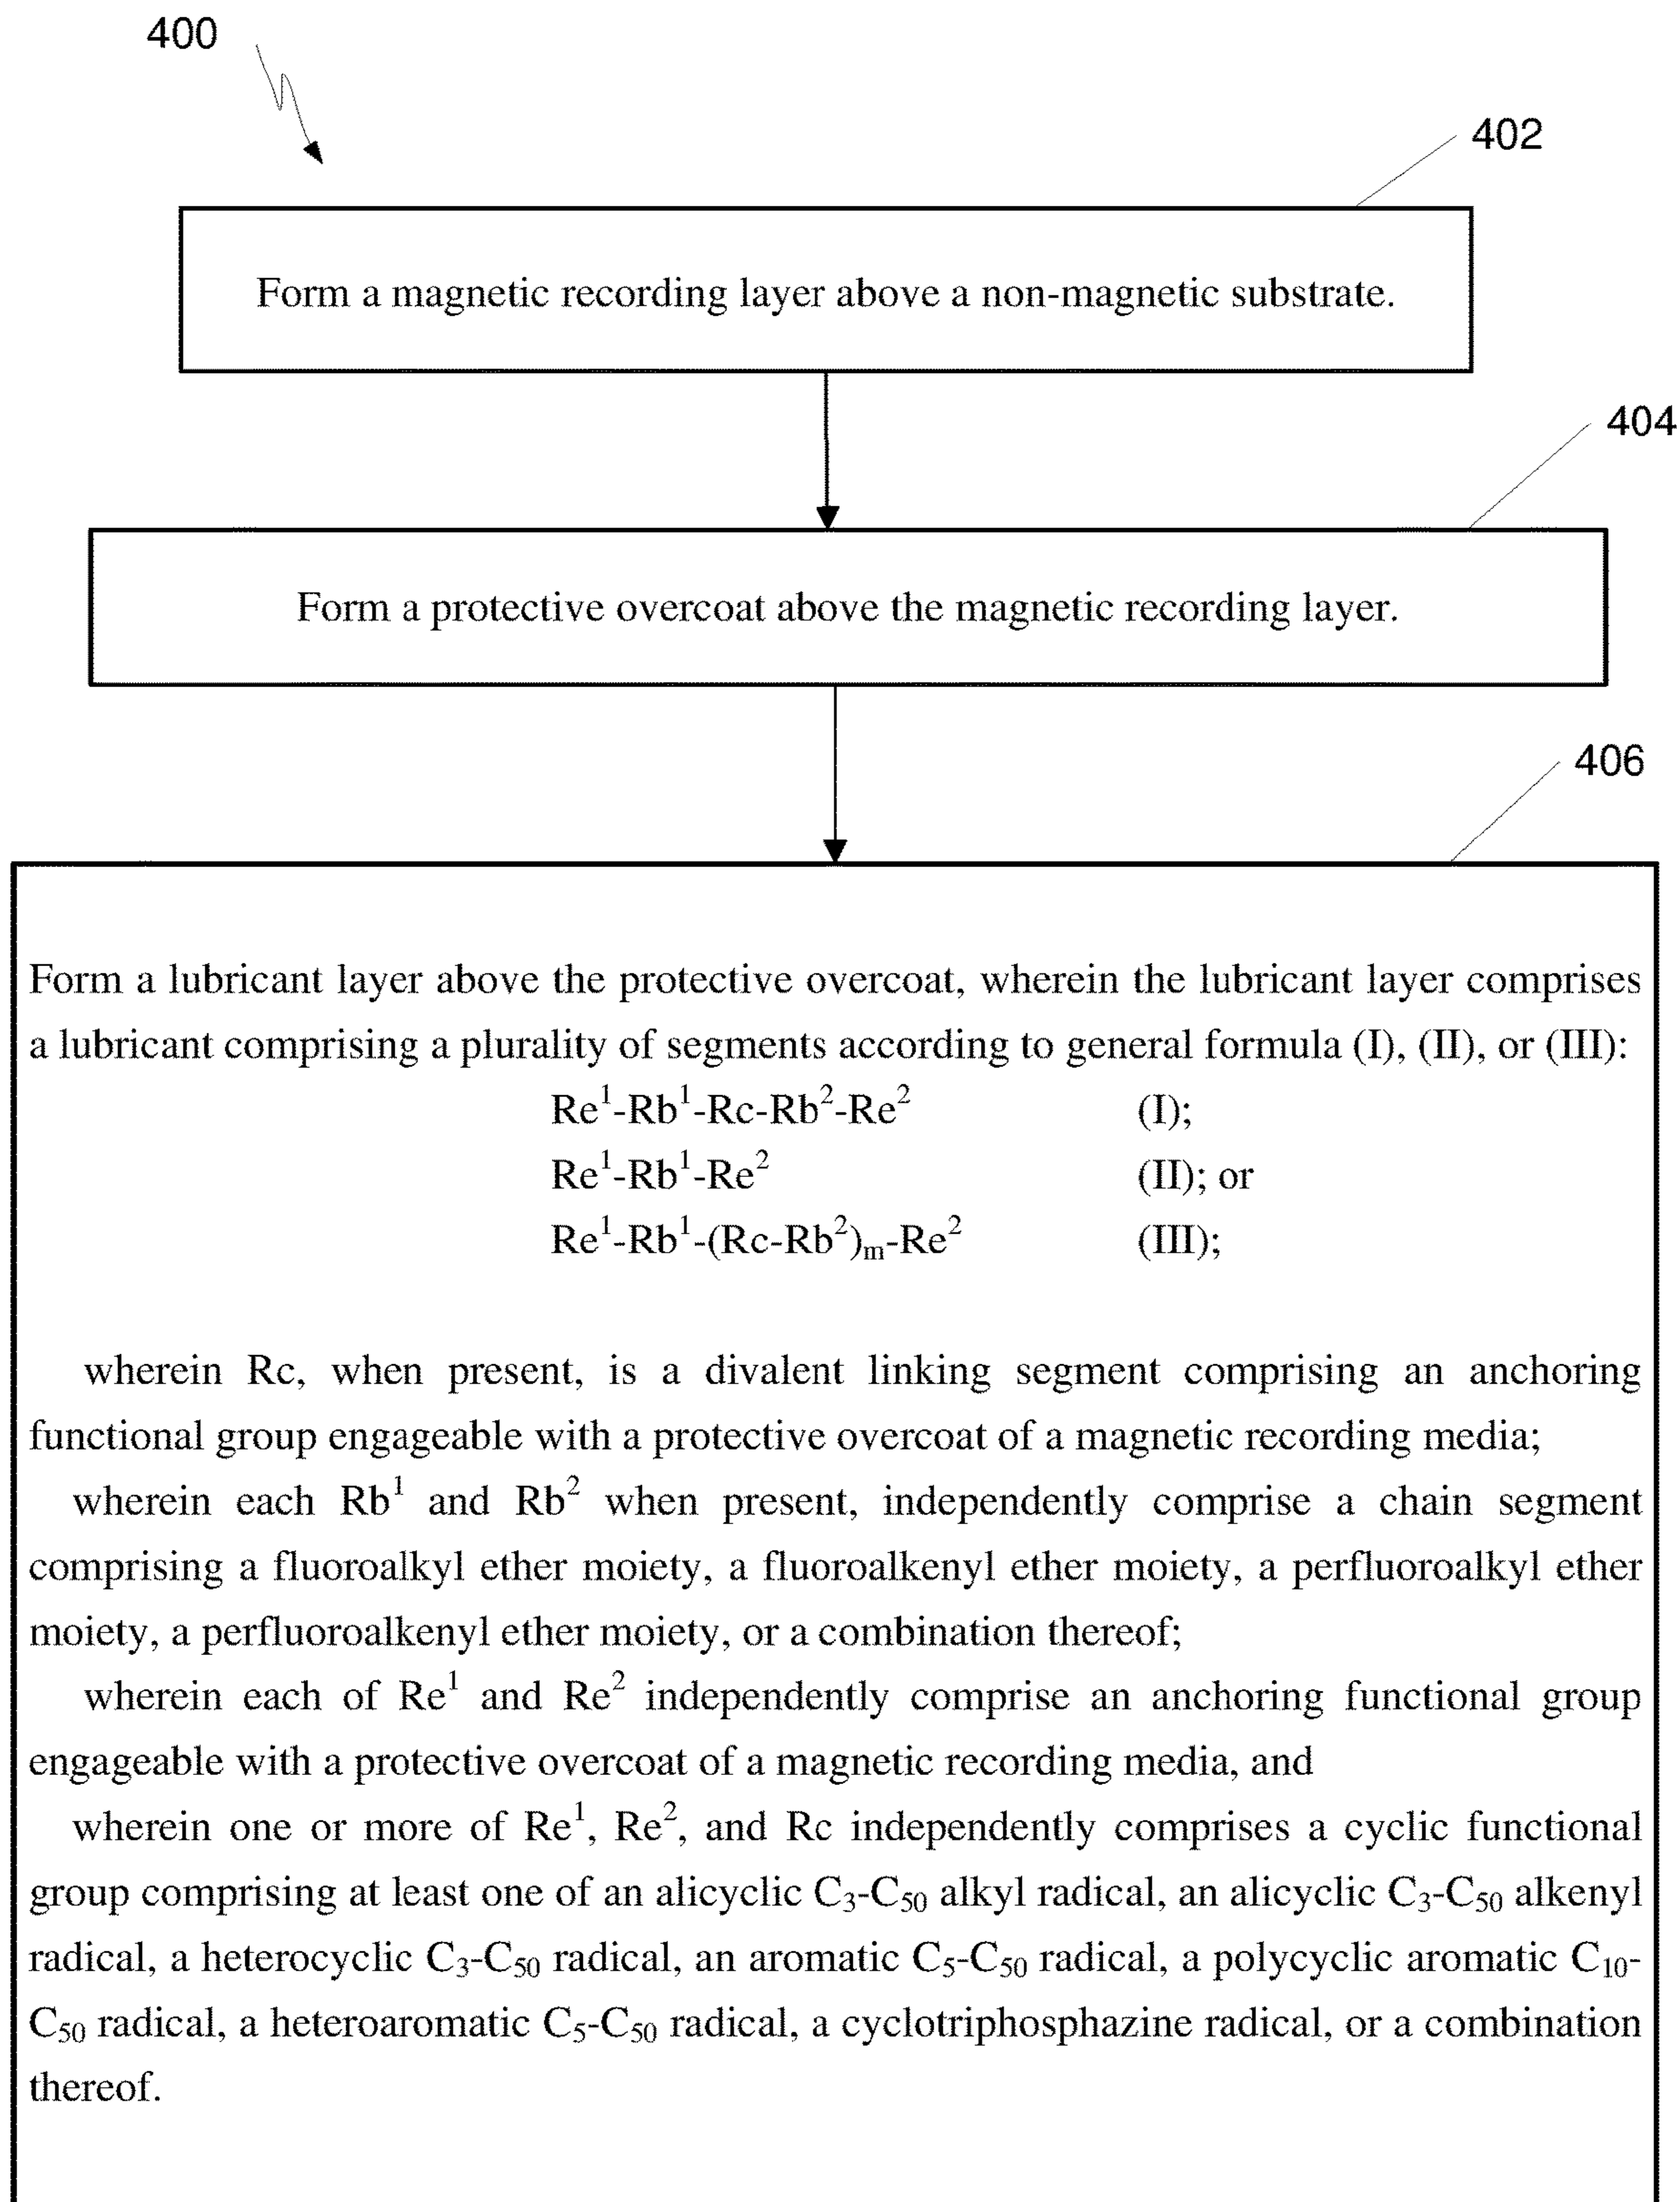 400
402
Form a magnetic recording layer above a non-magnetic substrate.
404
Form a protective overcoat above the magnetic recording layer.
406
Form a lubricant layer above the protective overcoat, wherein the lubricant layer comprises
a lubricant comprising a plurality of segments according to general formula (I), (II), or (III):
Re¹-Rb¹-Rc-Rb²-Re² (I);
Re¹-Rb¹-Re² (II); or
Re¹-Rb¹-(Rc-Rb²)ₘ-Re² (III);
wherein Rc, when present, is a divalent linking segment comprising an anchoring
functional group engageable with a protective overcoat of a magnetic recording media;
wherein each Rb¹ and Rb² when present, independently comprise a chain segment
comprising a fluoroalkyl ether moiety, a fluoroalkenyl ether moiety, a perfluoroalkyl ether
moiety, a perfluoroalkenyl ether moiety, or a combination thereof;
wherein each of Re¹ and Re² independently comprise an anchoring functional group
engageable with a protective overcoat of a magnetic recording media, and
wherein one or more of Re¹, Re², and Rc independently comprises a cyclic functional
group comprising at least one of an alicyclic C₃-C₅₀ alkyl radical, an alicyclic C₃-C₅₀ alkenyl
radical, a heterocyclic C₃-C₅₀ radical, an aromatic C₅-C₅₀ radical, a polycyclic aromatic C₁₀-
C₅₀ radical, a heteroaromatic C₅-C₅₀ radical, a cyclotriphosphazine radical, or a combination
thereof.